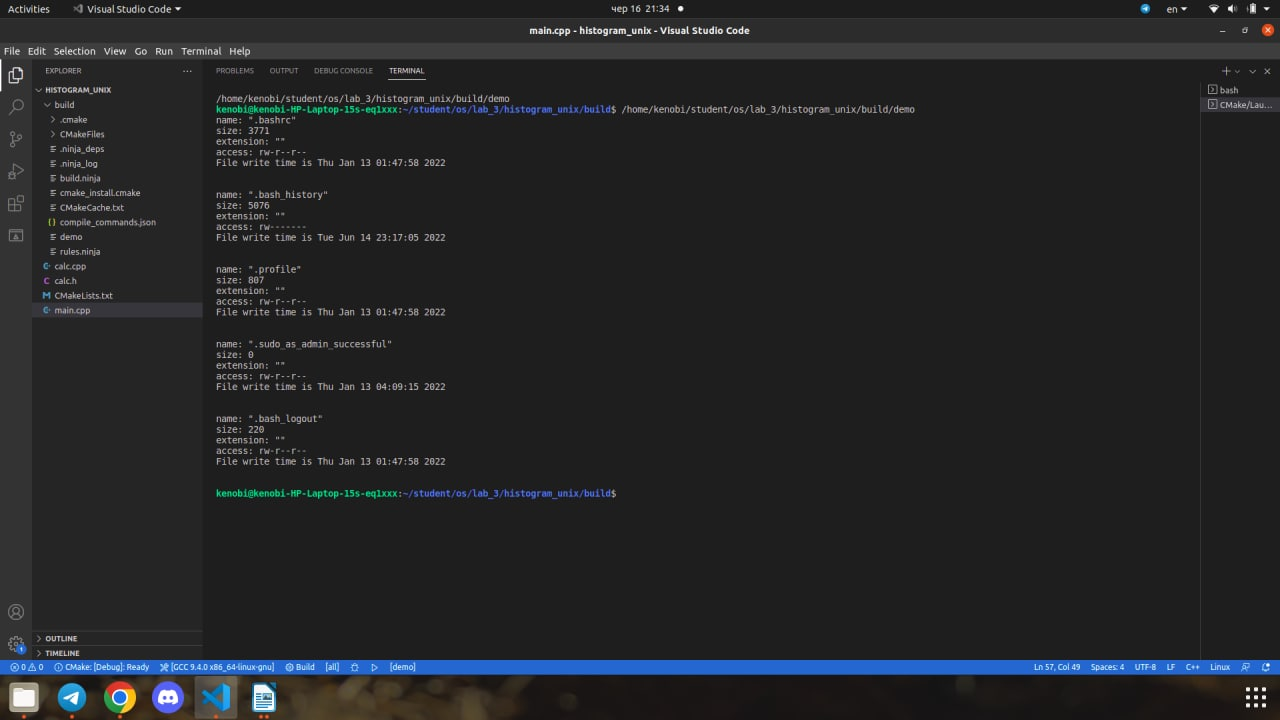 Activities
Visual Studio Code
чер 16 21:34
en
main.cpp - histogram_unix - Visual Studio Code
File Edit Selection View Go Run Terminal Help
EXPLORER
HISTOGRAM_UNIX
build
.cmake
CMakeFiles
.ninja_deps
.ninja_log
build.ninja
cmake_install.cmake
CMakeCache.txt
{} compile_commands.json
demo
rules.ninja
calc.cpp
C calc.h
M CMakeLists.txt
main.cpp
OUTLINE
TIMELINE
PROBLEMS OUTPUT DEBUG CONSOLE TERMINAL
/home/kenobi/student/os/lab_3/histogram_unix/build/demo
kenobi@kenobi-HP-Laptop-15s-eq1xxx:~/student/os/lab_3/histogram_unix/build$ /home/kenobi/student/os/lab_3/histogram_unix/build/demo
name: ".bashrc"
size: 3771
extension: ""
access: rw-r--r--
File write time is Thu Jan 13 01:47:58 2022
name: ".bash_history"
size: 5076
extension: ""
access: rw-------
File write time is Tue Jun 14 23:17:05 2022
name: ".profile"
size: 807
extension: ""
access: rw-r--r--
File write time is Thu Jan 13 01:47:58 2022
name: ".sudo_as_admin_successful"
size: 0
extension: ""
access: rw-r--r--
File write time is Thu Jan 13 04:09:15 2022
name: ".bash_logout"
size: 220
extension: ""
access: rw-r--r--
File write time is Thu Jan 13 01:47:58 2022
kenobi@kenobi-HP-Laptop-15s-eq1xxx:~/student/os/lab_3/histogram_unix/build$
bash
CMake/Lau...
1
0 0 CMake: [Debug]: Ready [GCC 9.4.0 x86_64-linux-gnu] Build [all] [demo] Ln 57, Col 49 Spaces: 4 UTF-8 LF C++ Linux